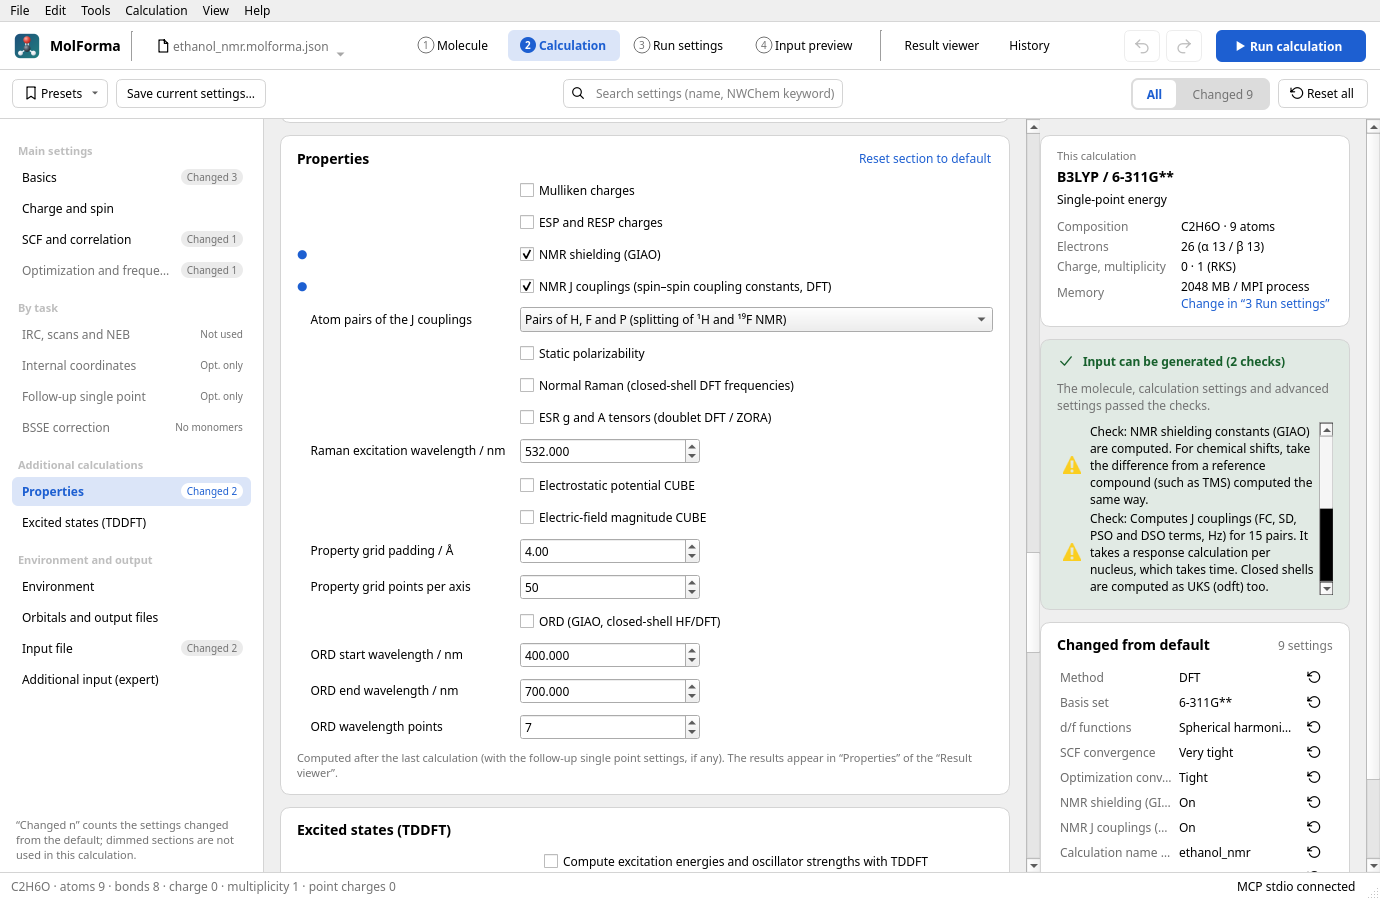 File Edit Tools Calculation View Help
MolForma
ethanol_nmr.molforma.json
1 Molecule
2 Calculation
3 Run settings
4 Input preview
Result viewer
History
Run calculation
Presets
Save current settings...
Search settings (name, NWChem keyword)
All
Changed 9
Reset all
Main settings
Basics Changed 3
Charge and spin
SCF and correlation Changed 1
Optimization and freque... Changed 1
By task
IRC, scans and NEB Not used
Internal coordinates Opt. only
Follow-up single point Opt. only
BSSE correction No monomers
Additional calculations
Properties Changed 2
Excited states (TDDFT)
Environment and output
Environment
Orbitals and output files
Input file Changed 2
Additional input (expert)
“Changed n” counts the settings changed
from the default; dimmed sections are not
used in this calculation.
Properties
Reset section to default
Mulliken charges
ESP and RESP charges
NMR shielding (GIAO)
NMR J couplings (spin–spin coupling constants, DFT)
Atom pairs of the J couplings Pairs of H, F and P (splitting of ¹H and ¹⁹F NMR)
Static polarizability
Normal Raman (closed-shell DFT frequencies)
ESR g and A tensors (doublet DFT / ZORA)
Raman excitation wavelength / nm 532.000
Electrostatic potential CUBE
Electric-field magnitude CUBE
Property grid padding / Å 4.00
Property grid points per axis 50
ORD (GIAO, closed-shell HF/DFT)
ORD start wavelength / nm 400.000
ORD end wavelength / nm 700.000
ORD wavelength points 7
Computed after the last calculation (with the follow-up single point settings, if any). The results appear in “Properties” of the “Result
viewer”.
Excited states (TDDFT)
Compute excitation energies and oscillator strengths with TDDFT
This calculation
B3LYP / 6-311G**
Single-point energy
Composition C2H6O · 9 atoms
Electrons 26 (α 13 / β 13)
Charge, multiplicity 0 · 1 (RKS)
Memory 2048 MB / MPI process
Change in “3 Run settings”
Input can be generated (2 checks)
The molecule, calculation settings and advanced
settings passed the checks.
Check: NMR shielding constants (GIAO)
are computed. For chemical shifts, take
the difference from a reference
compound (such as TMS) computed the
same way.
Check: Computes J couplings (FC, SD,
PSO and DSO terms, Hz) for 15 pairs. It
takes a response calculation per
nucleus, which takes time. Closed shells
are computed as UKS (odft) too.
Changed from default 9 settings
Method DFT
Basis set 6-311G**
d/f functions Spherical harmoni...
SCF convergence Very tight
Optimization conv... Tight
NMR shielding (GI... On
NMR J couplings (... On
Calculation name ... ethanol_nmr
C2H6O · atoms 9 · bonds 8 · charge 0 · multiplicity 1 · point charges 0
MCP stdio connected